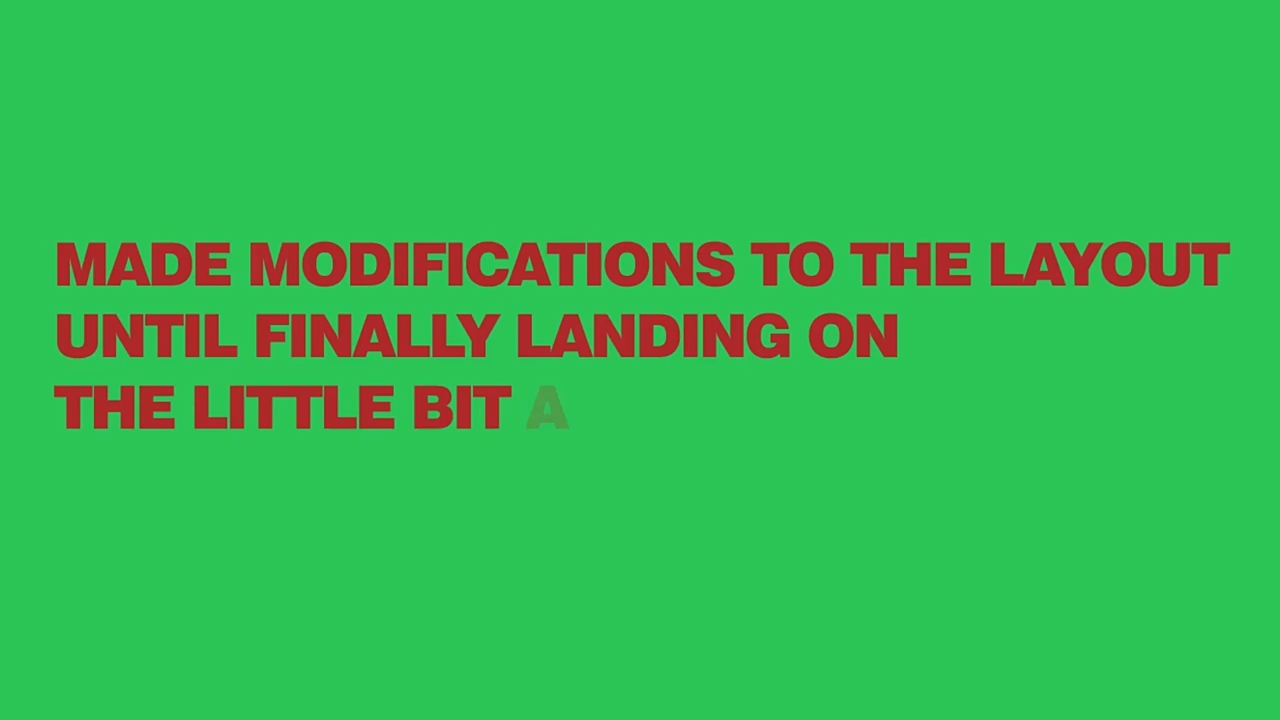 MADE MODIFICATIONS TO THE LAYOUT
UNTIL FINALLY LANDING ON
THE LITTLE BIT A